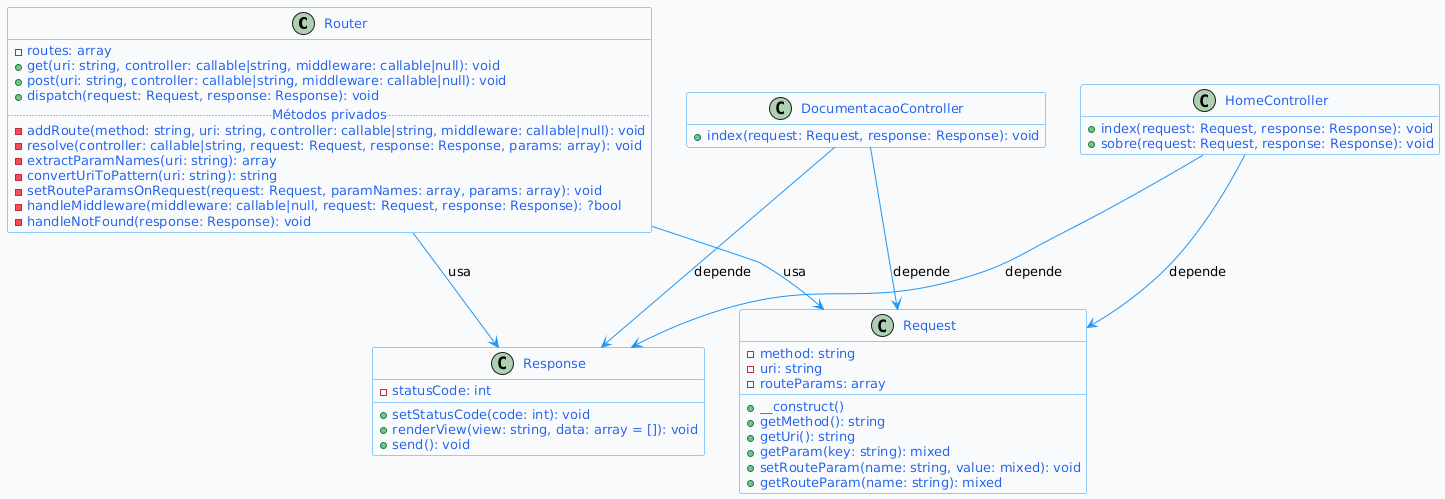 C Router
routes: array
get(uri: string, controller: callable|string, middleware: callable|null): void
post(uri: string, controller: callable|string, middleware: callable|null): void
dispatch(request: Request, response: Response): void
Métodos privados
addRoute(method: string, uri: string, controller: callable|string, middleware: callable|null): void
resolve(controller: callable|string, request: Request, response: Response, params: array): void
extractParamNames(uri: string): array
convertUriToPattern(uri: string): string
setRouteParamsOnRequest(request: Request, paramNames: array, params: array): void
handleMiddleware(middleware: callable|null, request: Request, response: Response): ?bool
handleNotFound(response: Response): void
C DocumentacaoController
index(request: Request, response: Response): void
C HomeController
index(request: Request, response: Response): void
sobre(request: Request, response: Response): void
usa
depende
usa
depende
depende
depende
C Response
statusCode: int
setStatusCode(code: int): void
renderView(view: string, data: array = []): void
send(): void
C Request
method: string
uri: string
routeParams: array
__construct()
getMethod(): string
getUri(): string
getParam(key: string): mixed
setRouteParam(name: string, value: mixed): void
getRouteParam(name: string): mixed